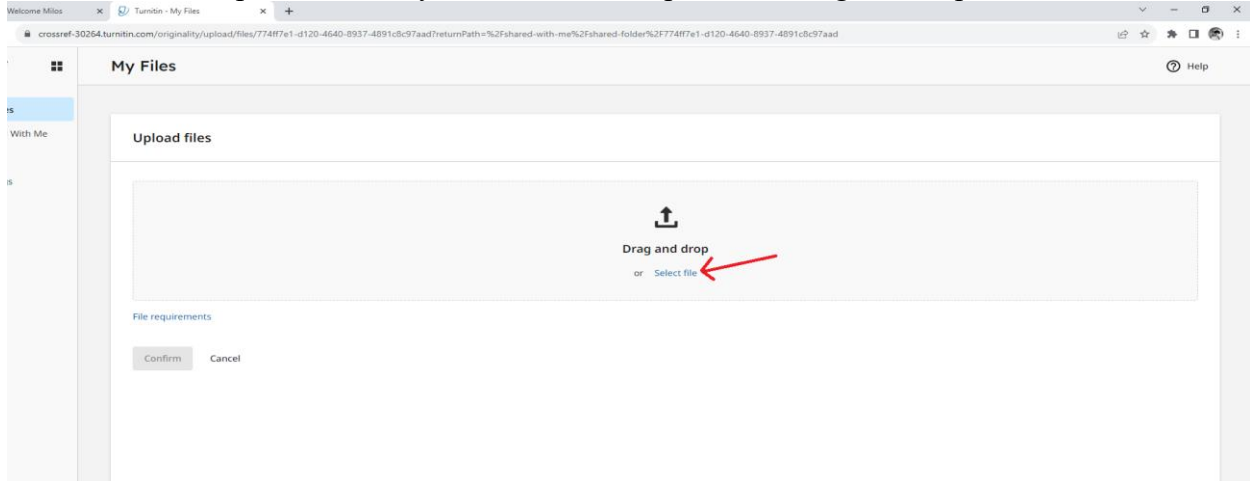 Welcome Milos
Turnitin - My Files
crossref-30264.turnitin.com/originality/upload/files/774ff7e1-d120-4640-8937-4891c8c97aad?returnPath=%2Fshared-with-me%2Fshared-folder%2F774ff7e1-d120-4640-8937-4891c8c97aad
My Files
Help
With Me
Upload files
Drag and drop
or Select file
File requirements
Confirm Cancel